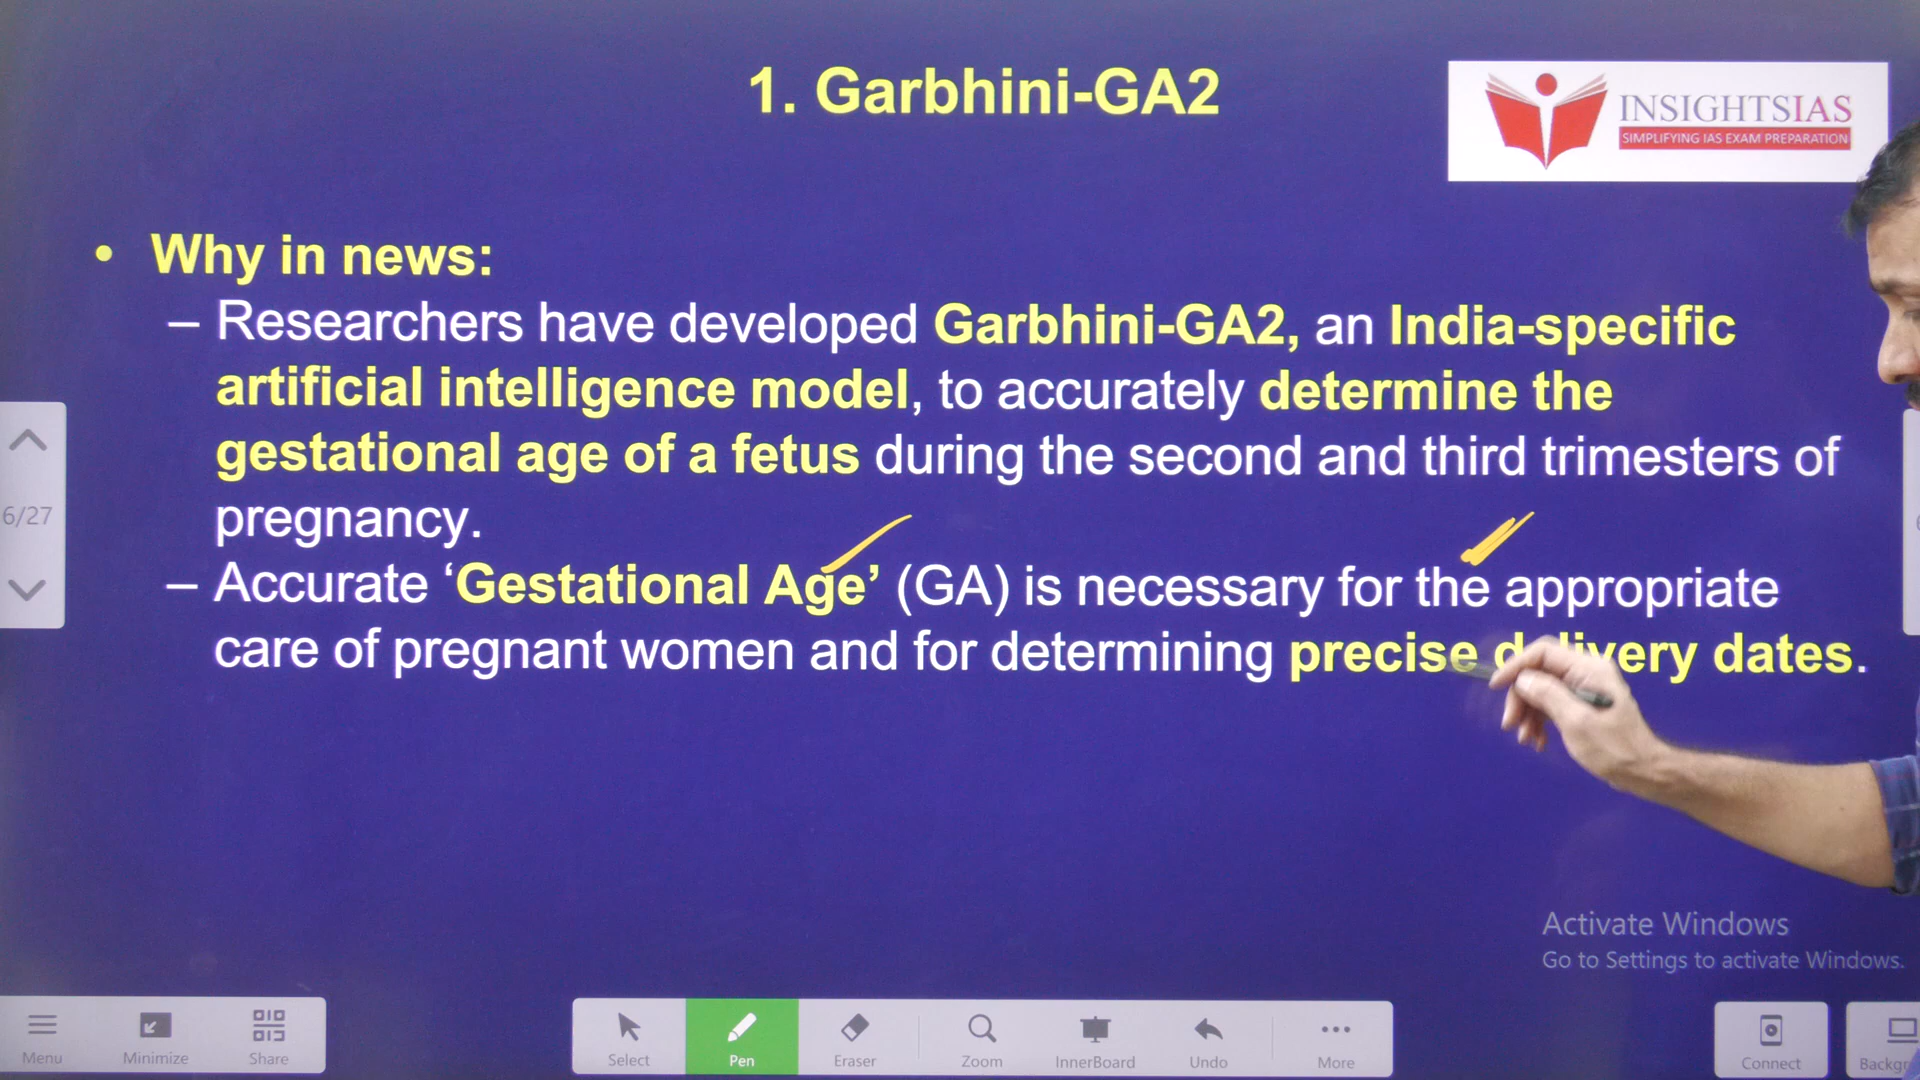 1. Garbhini-GA2
INSIGHTSIAS
SIMPLIFYING IAS EXAM PREPARATION
• Why in news:
– Researchers have developed Garbhini-GA2, an India-specific
artificial intelligence model, to accurately determine the
gestational age of a fetus during the second and third trimesters of
pregnancy.
– Accurate ‘Gestational Age’ (GA) is necessary for the appropriate
care of pregnant women and for determining precise delivery dates.
6/27
Activate Windows
Go to Settings to activate Windows.
Menu Minimize Share Select Pen Eraser Zoom InnerBoard Undo More Connect